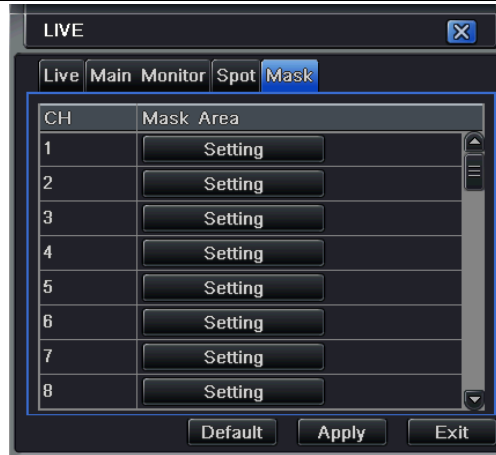 LIVE
Live Main Monitor Spot Mask
CH Mask Area
1 Setting
2 Setting
3 Setting
4 Setting
5 Setting
6 Setting
7 Setting
8 Setting
Default Apply Exit